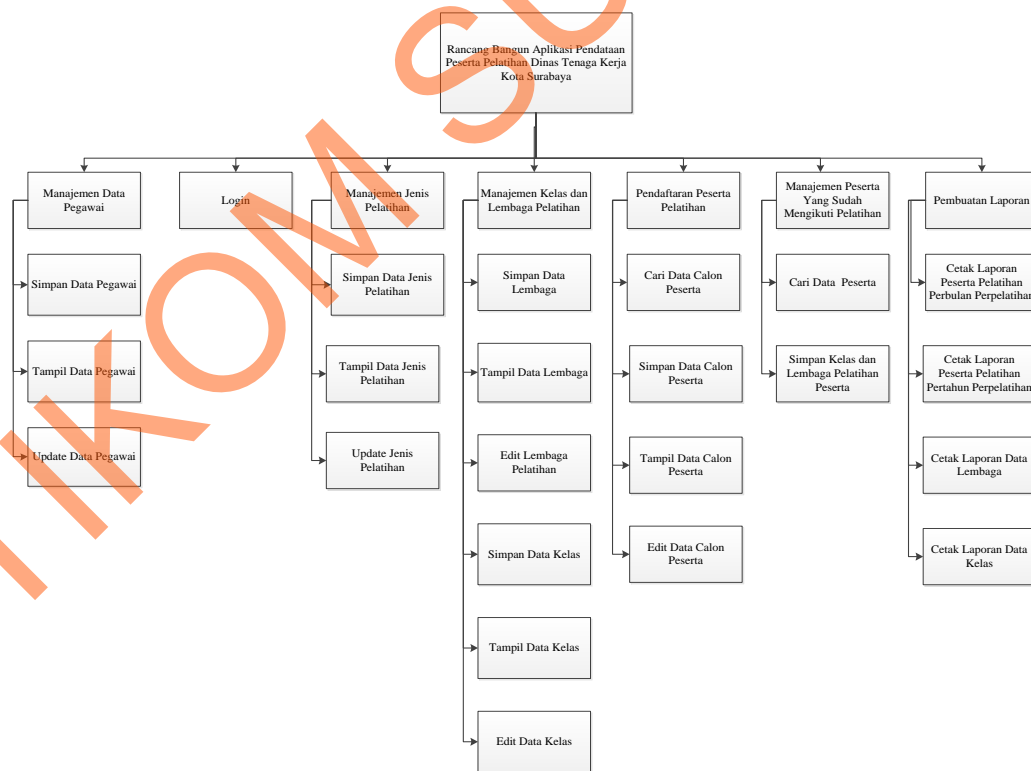 Rancang Bangun Aplikasi Pendataan
Peserta Pelatihan Dinas Tenaga Kerja
Kota Surabaya
Manajemen Data
Pegawai
Login
Manajemen Jenis
Pelatihan
Manajemen Kelas dan
Lembaga Pelatihan
Pendaftaran Peserta
Pelatihan
Manajemen Peserta
Yang Sudah
Mengikuti Pelatihan
Pembuatan Laporan
Simpan Data Pegawai
Tampil Data Pegawai
Update Data Pegawai
Simpan Data Jenis
Pelatihan
Tampil Data Jenis
Pelatihan
Update Jenis
Pelatihan
Simpan Data
Lembaga
Tampil Data Lembaga
Edit Lembaga
Pelatihan
Simpan Data Kelas
Tampil Data Kelas
Edit Data Kelas
Cari Data Calon
Peserta
Simpan Data Calon
Peserta
Tampil Data Calon
Peserta
Edit Data Calon
Peserta
Cari Data Peserta
Simpan Kelas dan
Lembaga Pelatihan
Peserta
Cetak Laporan
Peserta Pelatihan
Perbulan Perpelatihan
Cetak Laporan
Peserta Pelatihan
Pertahun Perpelatihan
Cetak Laporan Data
Lembaga
Cetak Laporan Data
Kelas
IKOM